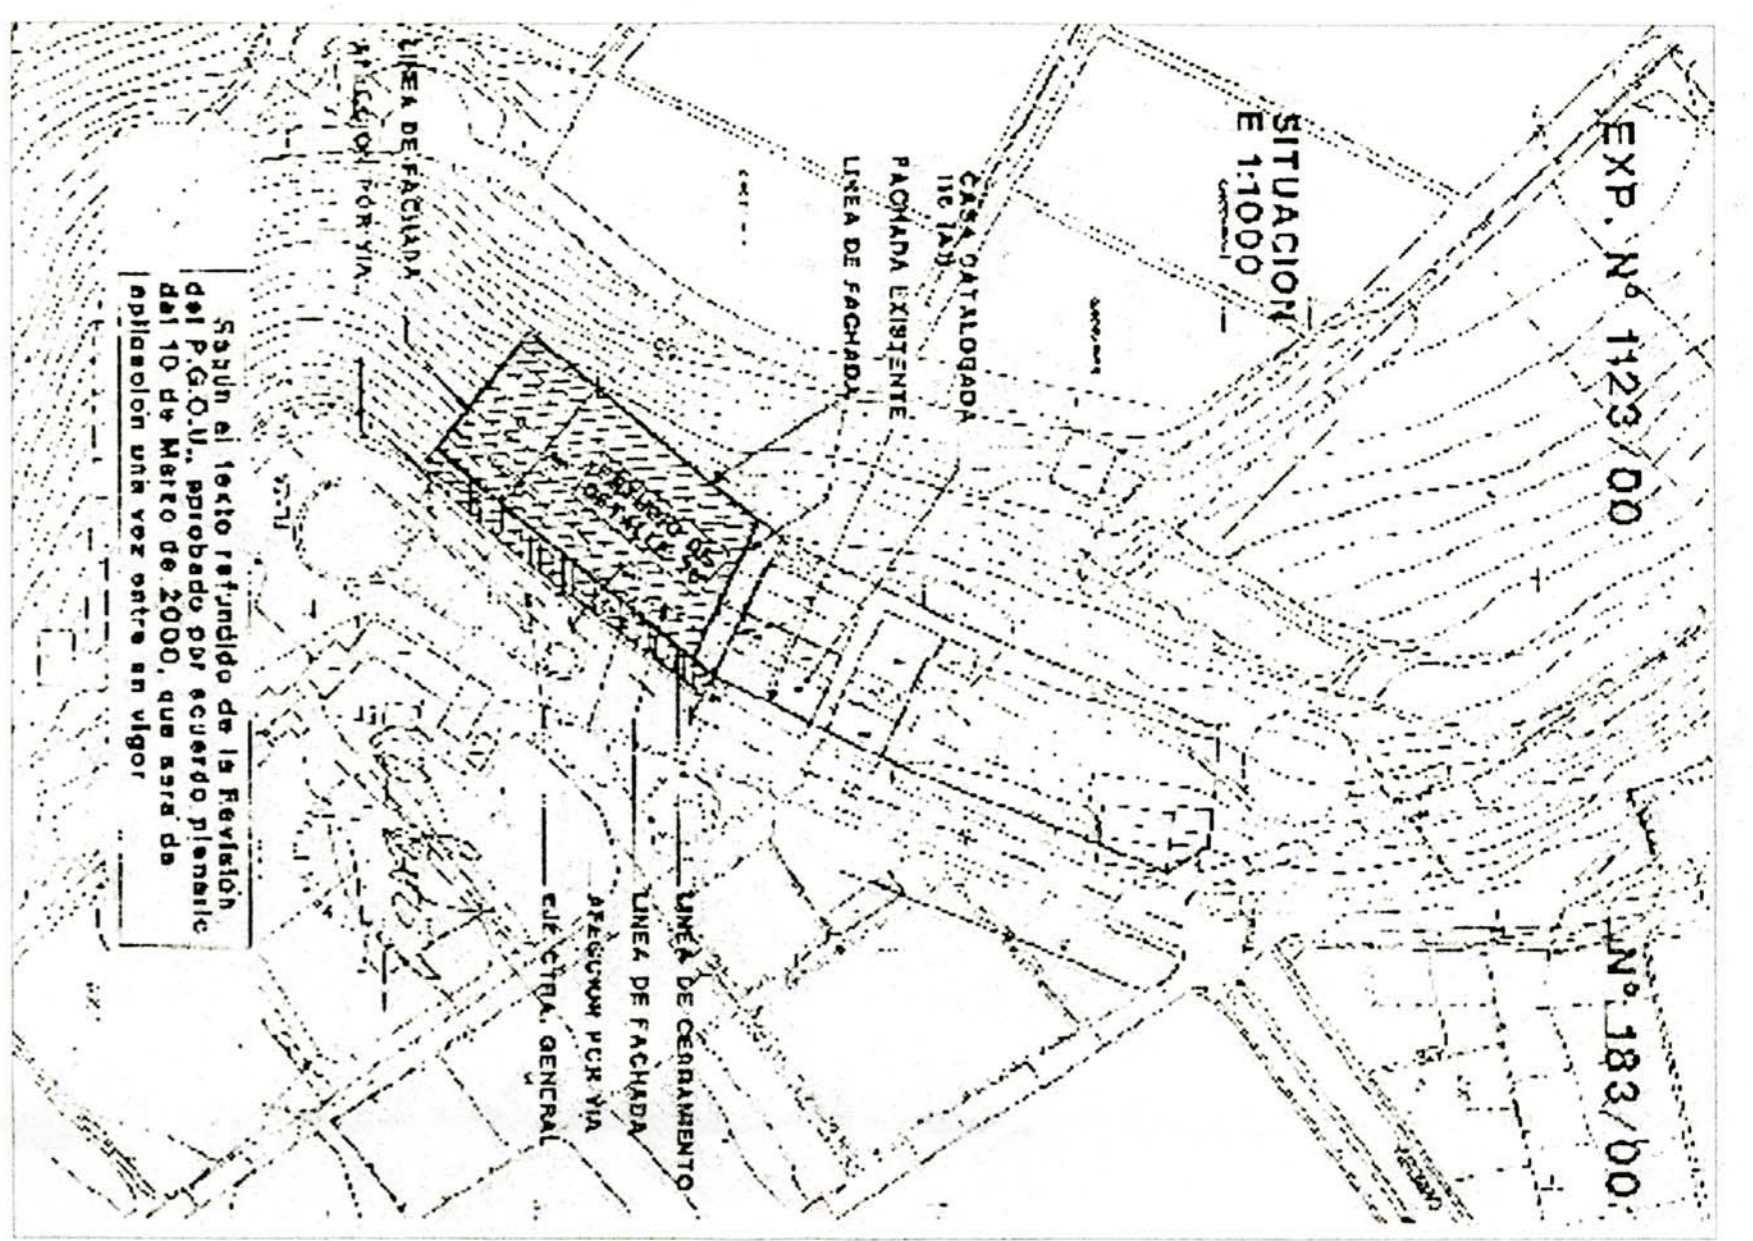 EXP. Nº 1123/00
Nº 183/00
SITUACION
E 1:1000
CASA CATALOGADA
FACHADA EXISTENTE
LINEA DE FACHADA
LINEA DE FACHADA
AFECCION POR VIA
LINEA DE CERRAMIENTO
LINEA DE FACHADA
AFECCION POR VIA
EJE CTRA. GENERAL
ESTUDIO DE
DETALLE
Según el texto refundido de la Revisión
del P.G.O.U., aprobado por acuerdo plenario
del 10 de Marzo de 2000, que será de
aplicación una vez entre en vigor